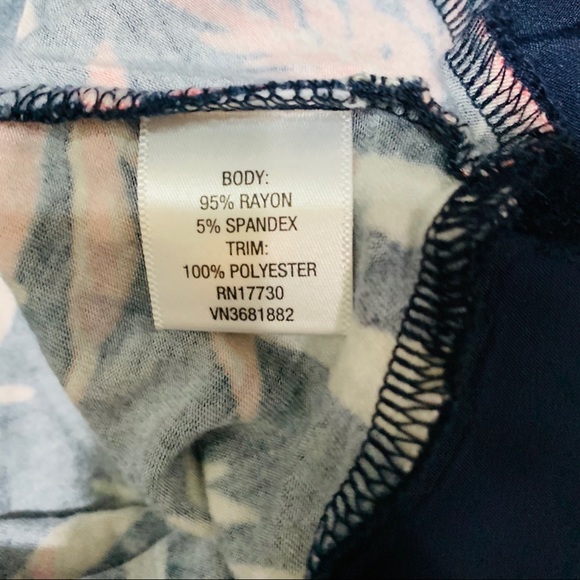 BODY:
95% RAYON
5% SPANDEX
TRIM:
100% POLYESTER
RN17730
VN3681882